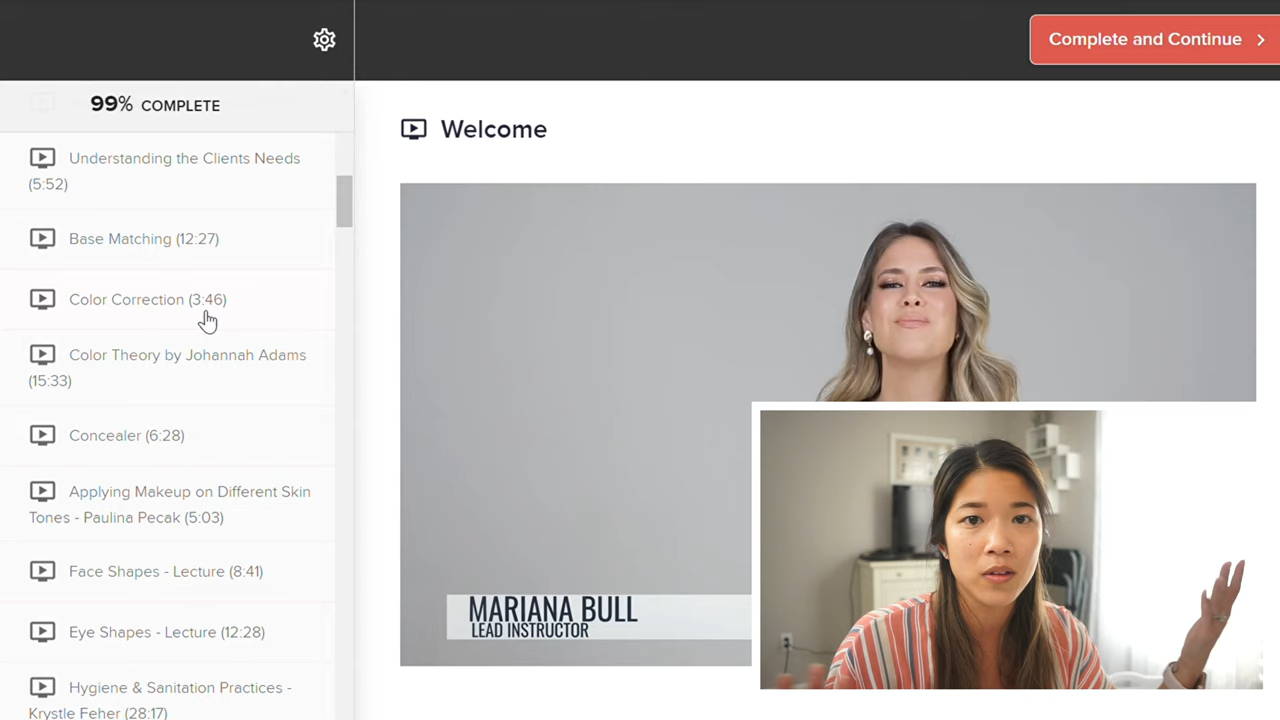 Complete and Continue
99% COMPLETE
Understanding the Clients Needs
(5:52)
Base Matching (12:27)
Color Correction (3:46)
Color Theory by Johannah Adams
(15:33)
Concealer (6:28)
Applying Makeup on Different Skin
Tones - Paulina Pecak (5:03)
Face Shapes - Lecture (8:41)
Eye Shapes - Lecture (12:28)
Hygiene & Sanitation Practices -
Krystle Feher (28:17)
Welcome
MARIANA BULL
LEAD INSTRUCTOR